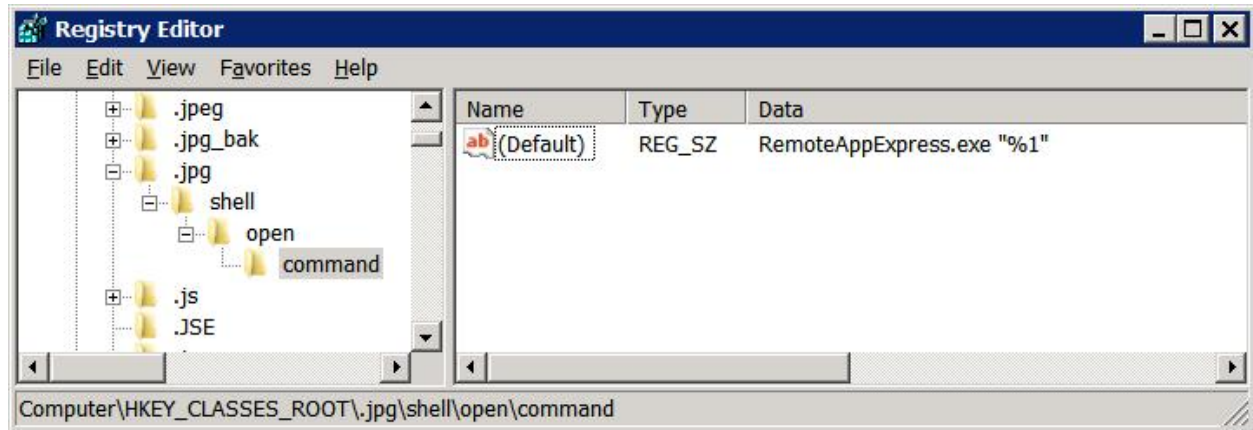 Registry Editor
File Edit View Favorites Help
.jpeg
.jpg_bak
.jpg
shell
open
command
.js
.JSE
Name Type Data
ab (Default) REG_SZ RemoteAppExpress.exe "%1"
Computer\HKEY_CLASSES_ROOT\.jpg\shell\open\command